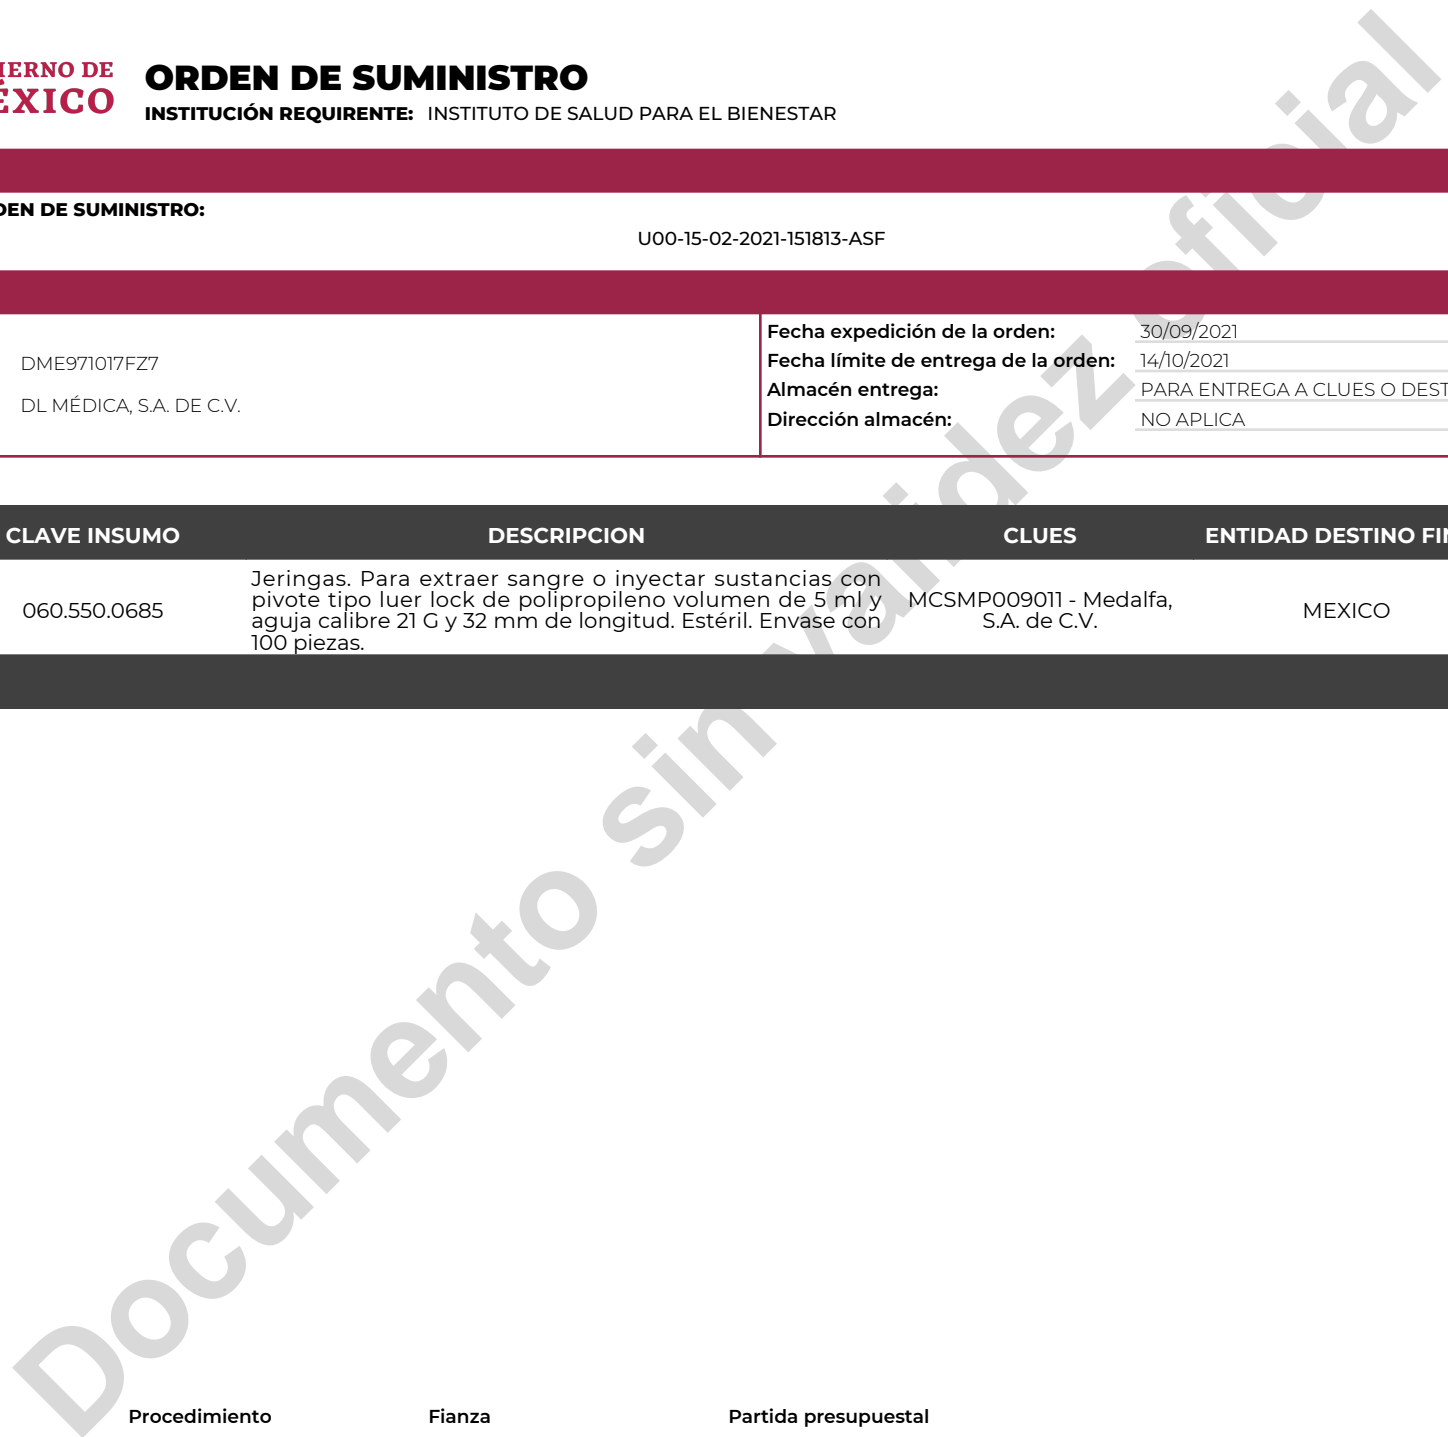 IERNO DE
ÉXICO
ORDEN DE SUMINISTRO
INSTITUCIÓN REQUIRENTE: INSTITUTO DE SALUD PARA EL BIENESTAR
DEN DE SUMINISTRO:
U00-15-02-2021-151813-ASF
DME971017FZ7
DL MÉDICA, S.A. DE C.V.
Fecha expedición de la orden: 30/09/2021
Fecha límite de entrega de la orden: 14/10/2021
Almacén entrega: PARA ENTREGA A CLUES O DEST
Dirección almacén: NO APLICA
CLAVE INSUMO DESCRIPCION CLUES ENTIDAD DESTINO FIN
060.550.0685
Jeringas. Para extraer sangre o inyectar sustancias con
pivote tipo luer lock de polipropileno volumen de 5 ml y
aguja calibre 21 G y 32 mm de longitud. Estéril. Envase con
100 piezas.
MCSMP009011 - Medalfa,
S.A. de C.V.
MEXICO
Documento sin validez oficial
Procedimiento Fianza Partida presupuestal